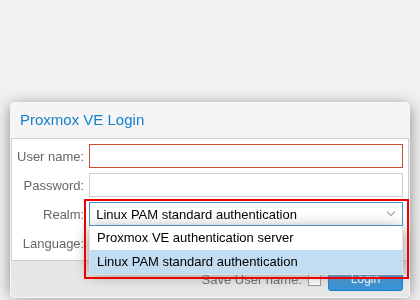 Proxmox VE Login
User name:
Password:
Realm: Linux PAM standard authentication
Proxmox VE authentication server
Language:
Linux PAM standard authentication
Save User name: Login